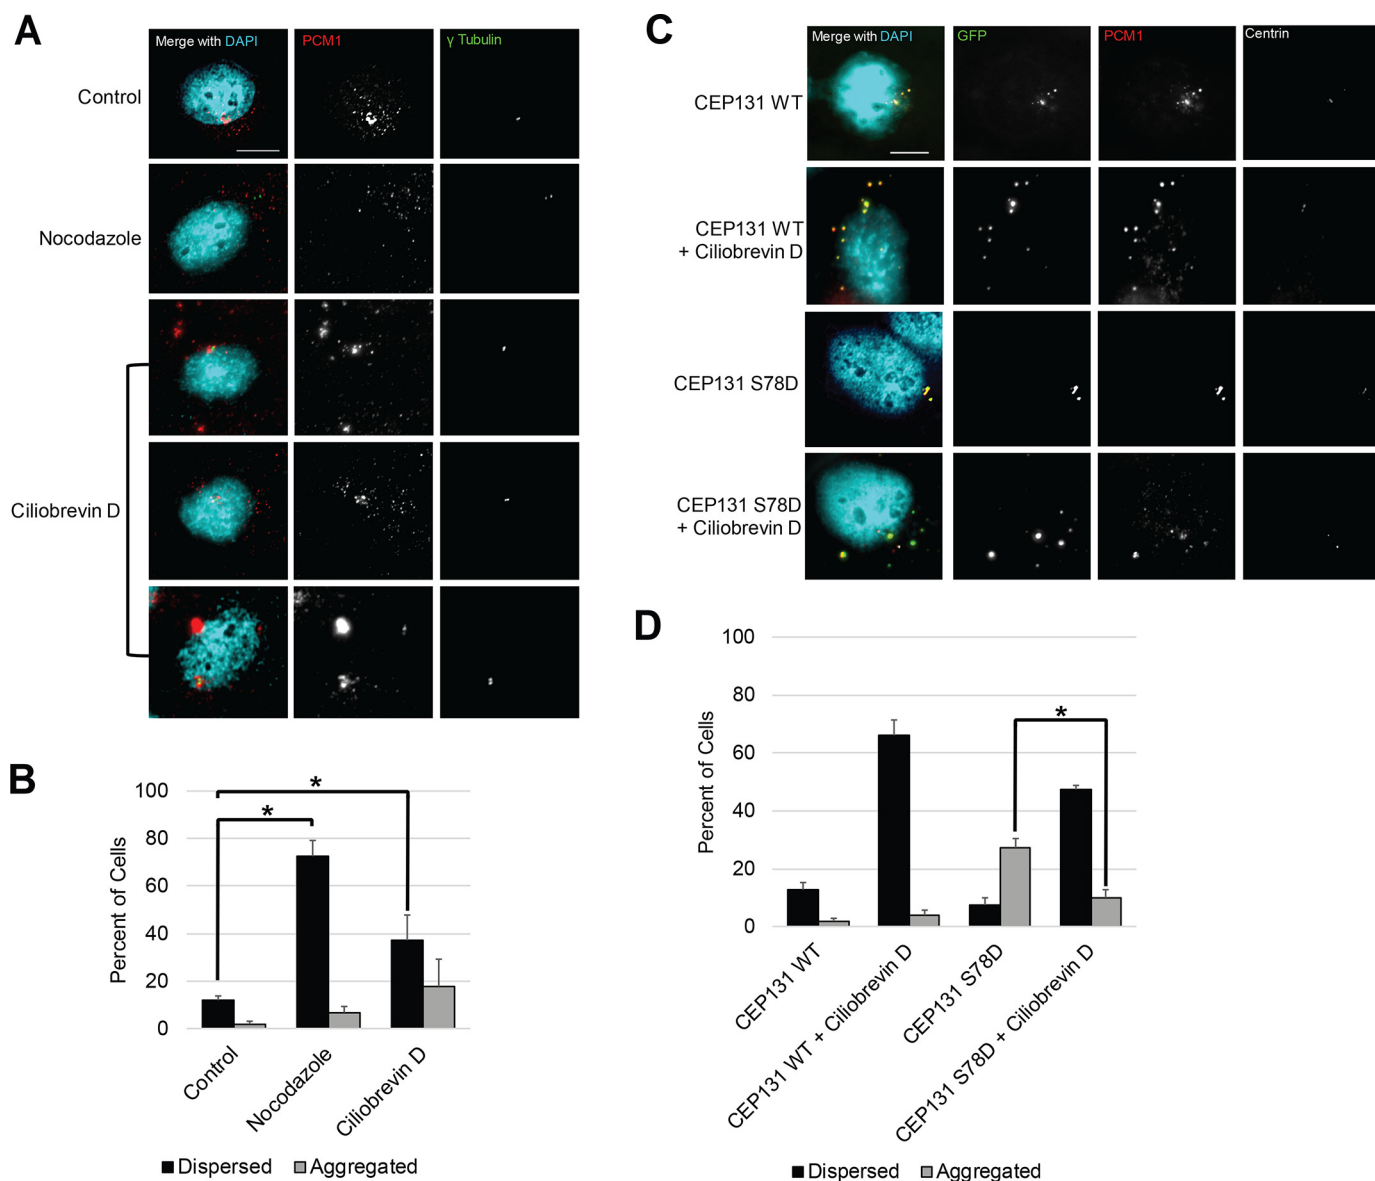 A
Merge with DAPI
PCM1
γ Tubulin
Control
Nocodazole
Ciliobrevin D
B
100
80
60
40
20
0
Percent of Cells
*
*
Control
Nocodazole
Ciliobrevin D
Dispersed
Aggregated
C
Merge with DAPI
GFP
PCM1
Centrin
CEP131 WT
CEP131 WT
+ Ciliobrevin D
CEP131 S78D
CEP131 S78D
+ Ciliobrevin D
D
100
80
60
40
20
0
Percent of Cells
*
CEP131 WT
CEP131 WT + Ciliobrevin D
CEP131 S78D
CEP131 S78D + Ciliobrevin D
Dispersed
Aggregated